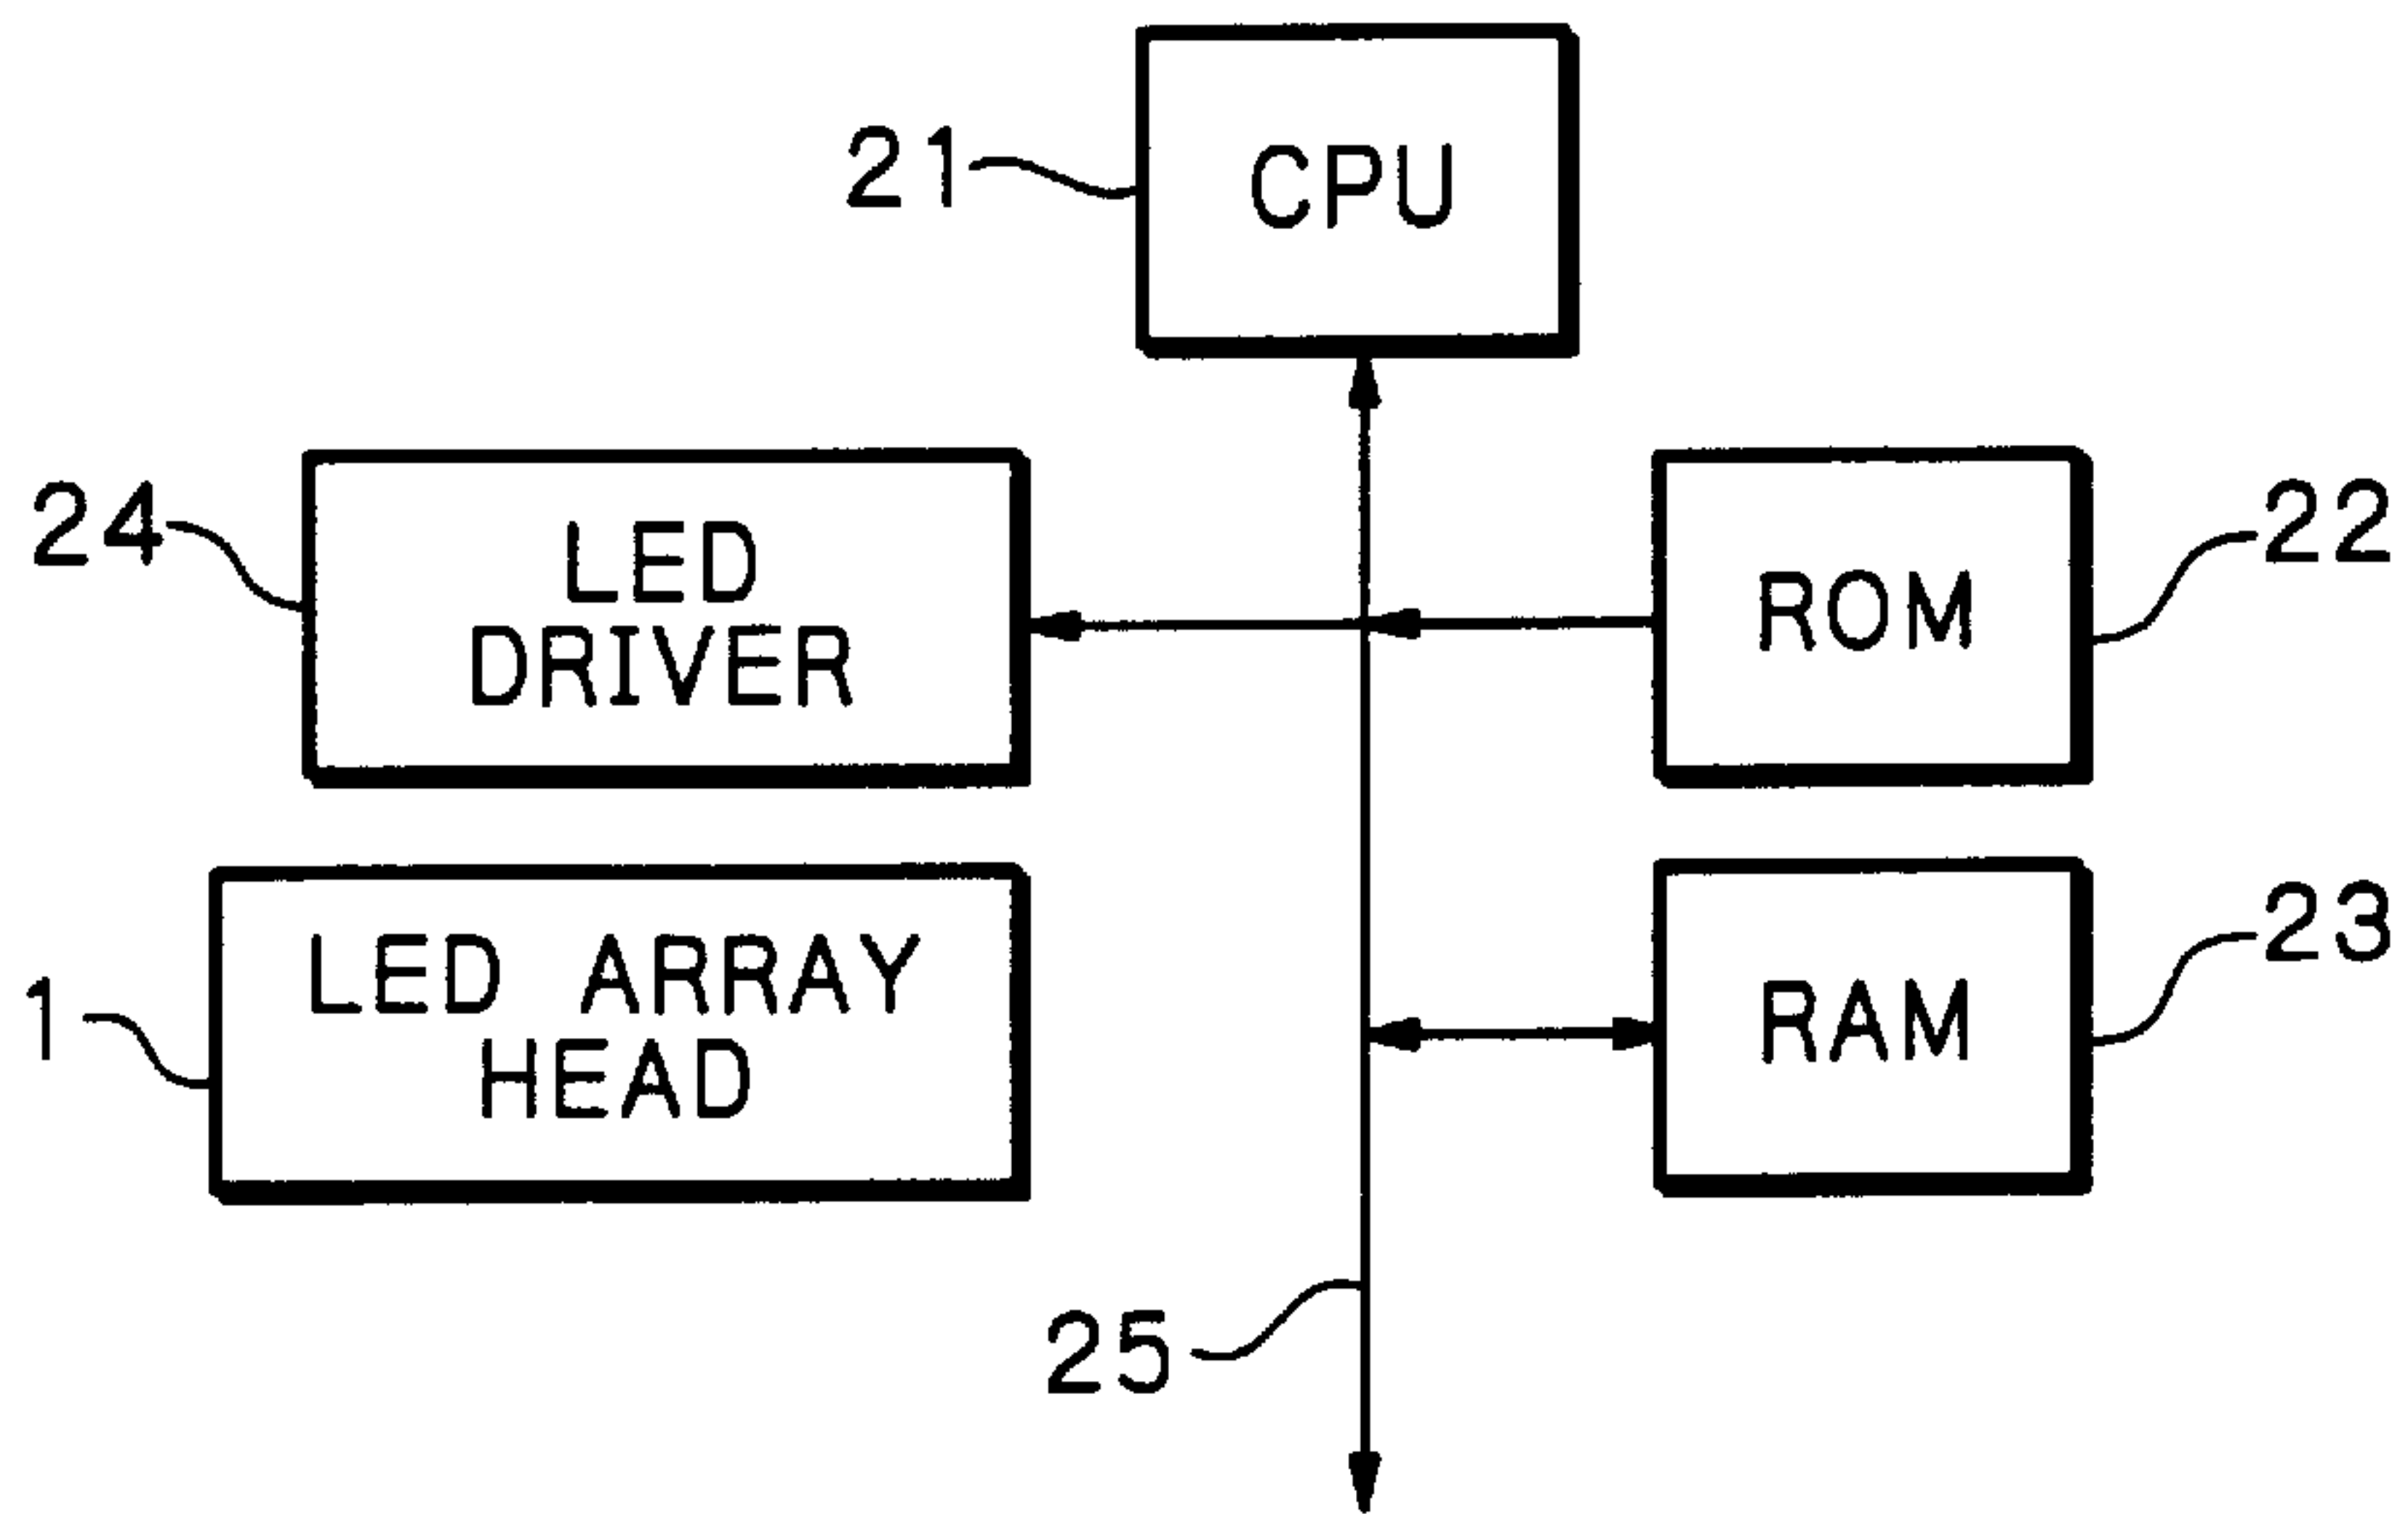 21
CPU
24
LED
DRIVER
ROM
22
1
LED ARRAY
HEAD
RAM
23
25